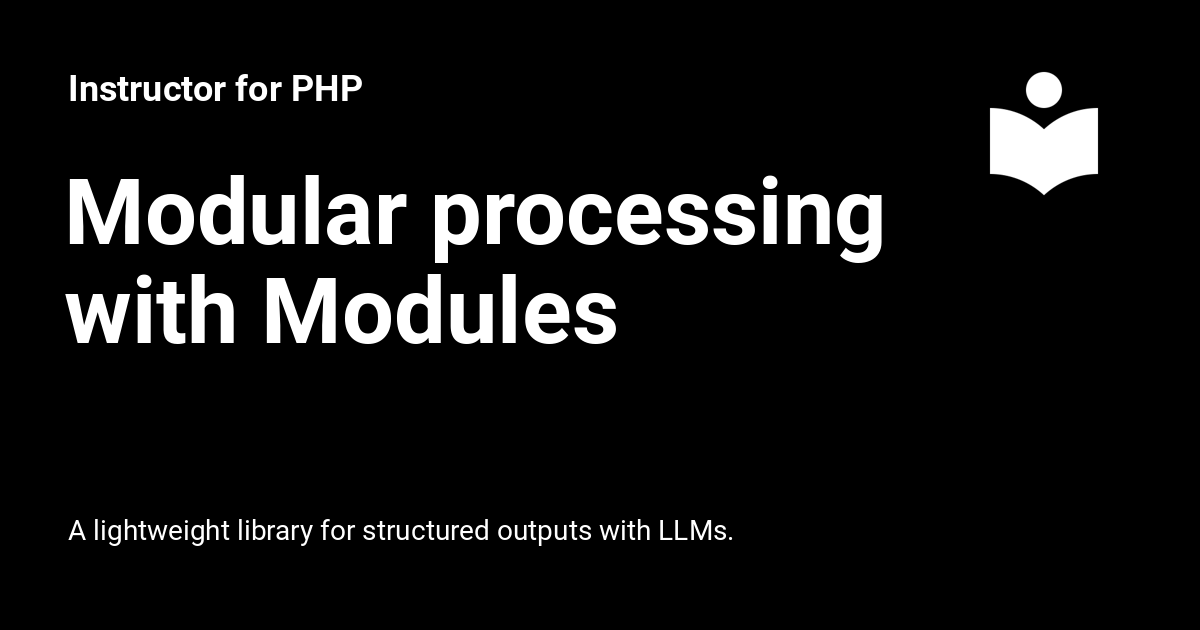 Instructor for PHP
Modular processing
with Modules
A lightweight library for structured outputs with LLMs.